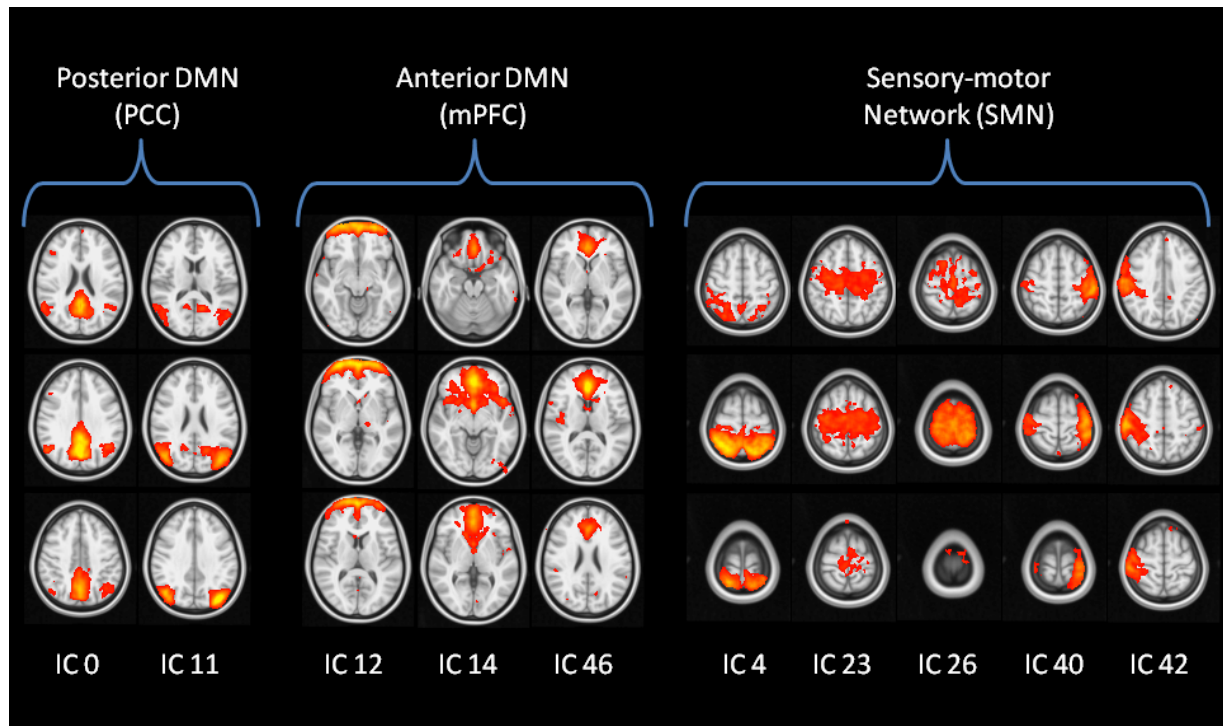 Posterior DMN
(PCC)
Anterior DMN
(mPFC)
Sensory-motor
Network (SMN)
IC 0
IC 11
IC 12
IC 14
IC 46
IC 4
IC 23
IC 26
IC 40
IC 42